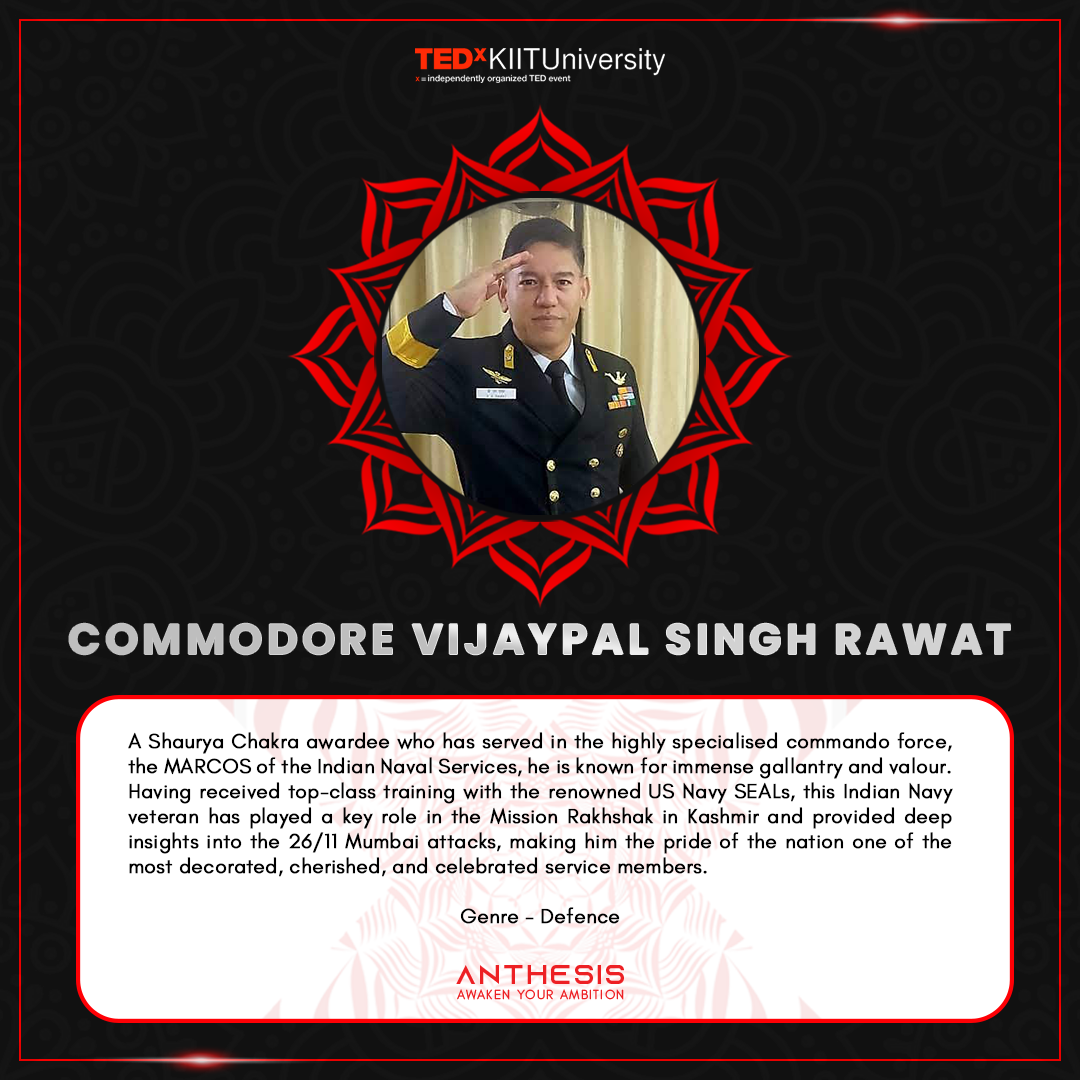 TEDxKIITUniversity
x = independently organized TED event
COMMODORE VIJAYPAL SINGH RAWAT
A Shaurya Chakra awardee who has served in the highly specialised commando force,
the MARCOS of the Indian Naval Services, he is known for immense gallantry and valour.
Having received top-class training with the renowned US Navy SEALs, this Indian Navy
veteran has played a key role in the Mission Rakhshak in Kashmir and provided deep
insights into the 26/11 Mumbai attacks, making him the pride of the nation one of the
most decorated, cherished, and celebrated service members.
Genre - Defence
ANTHESIS
AWAKEN YOUR AMBITION